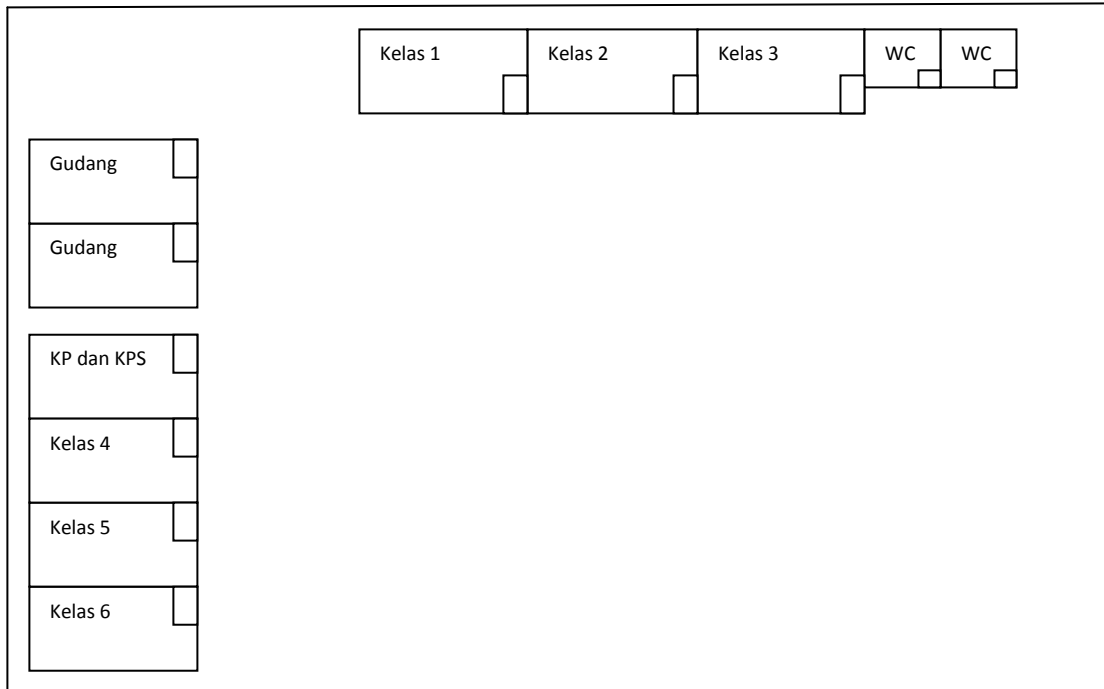 Kelas 1
Kelas 2
Kelas 3
WC
WC
Gudang
Gudang
KP dan KPS
Kelas 4
Kelas 5
Kelas 6